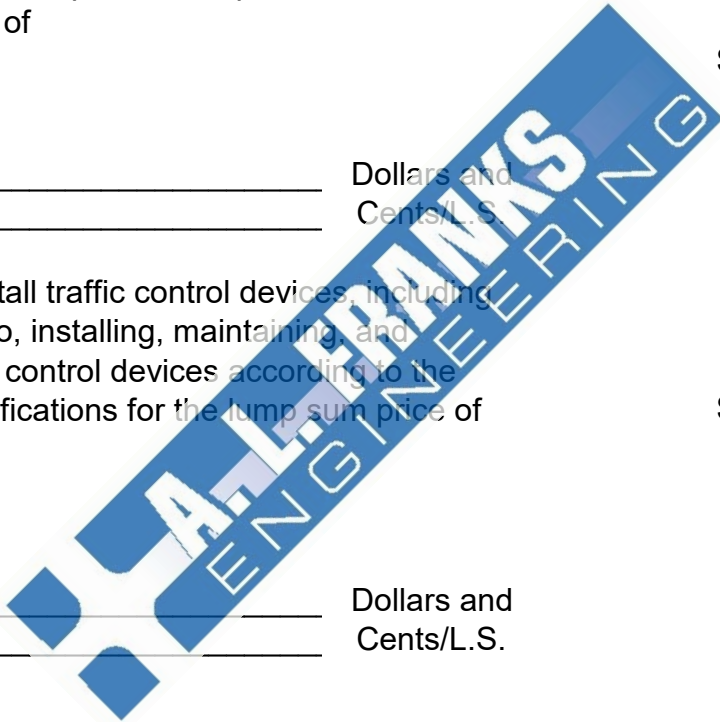 of
Dollars and
Cents/L.S.
tall traffic control devices, including
o, installing, maintaining, and
control devices according to the
fications for the lump sum price of
Dollars and
Cents/L.S.
A. L. FRANKS
ENGINEERING